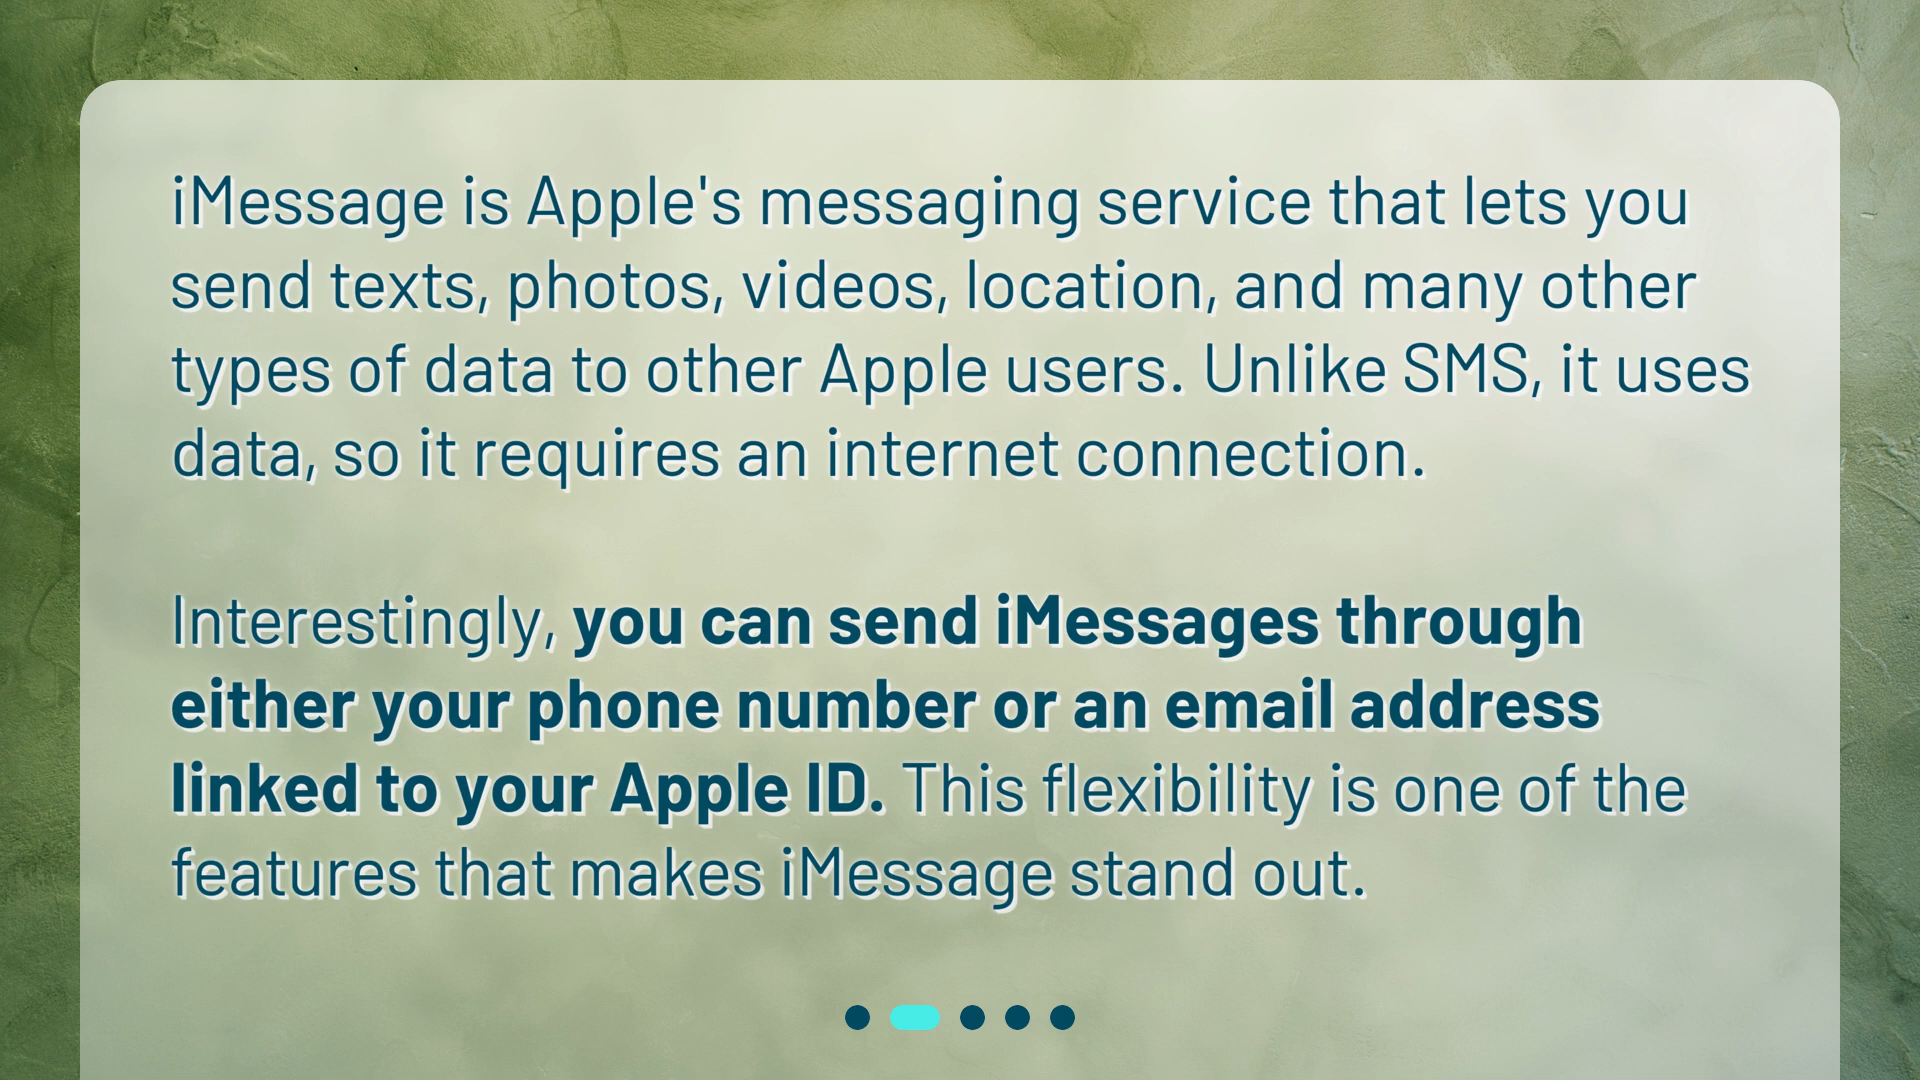 iMessage is Apple's messaging service that lets you
send texts, photos, videos, location, and many other
types of data to other Apple users. Unlike SMS, it uses
data, so it requires an internet connection.
Interestingly, you can send iMessages through
either your phone number or an email address
linked to your Apple ID. This flexibility is one of the
features that makes iMessage stand out.